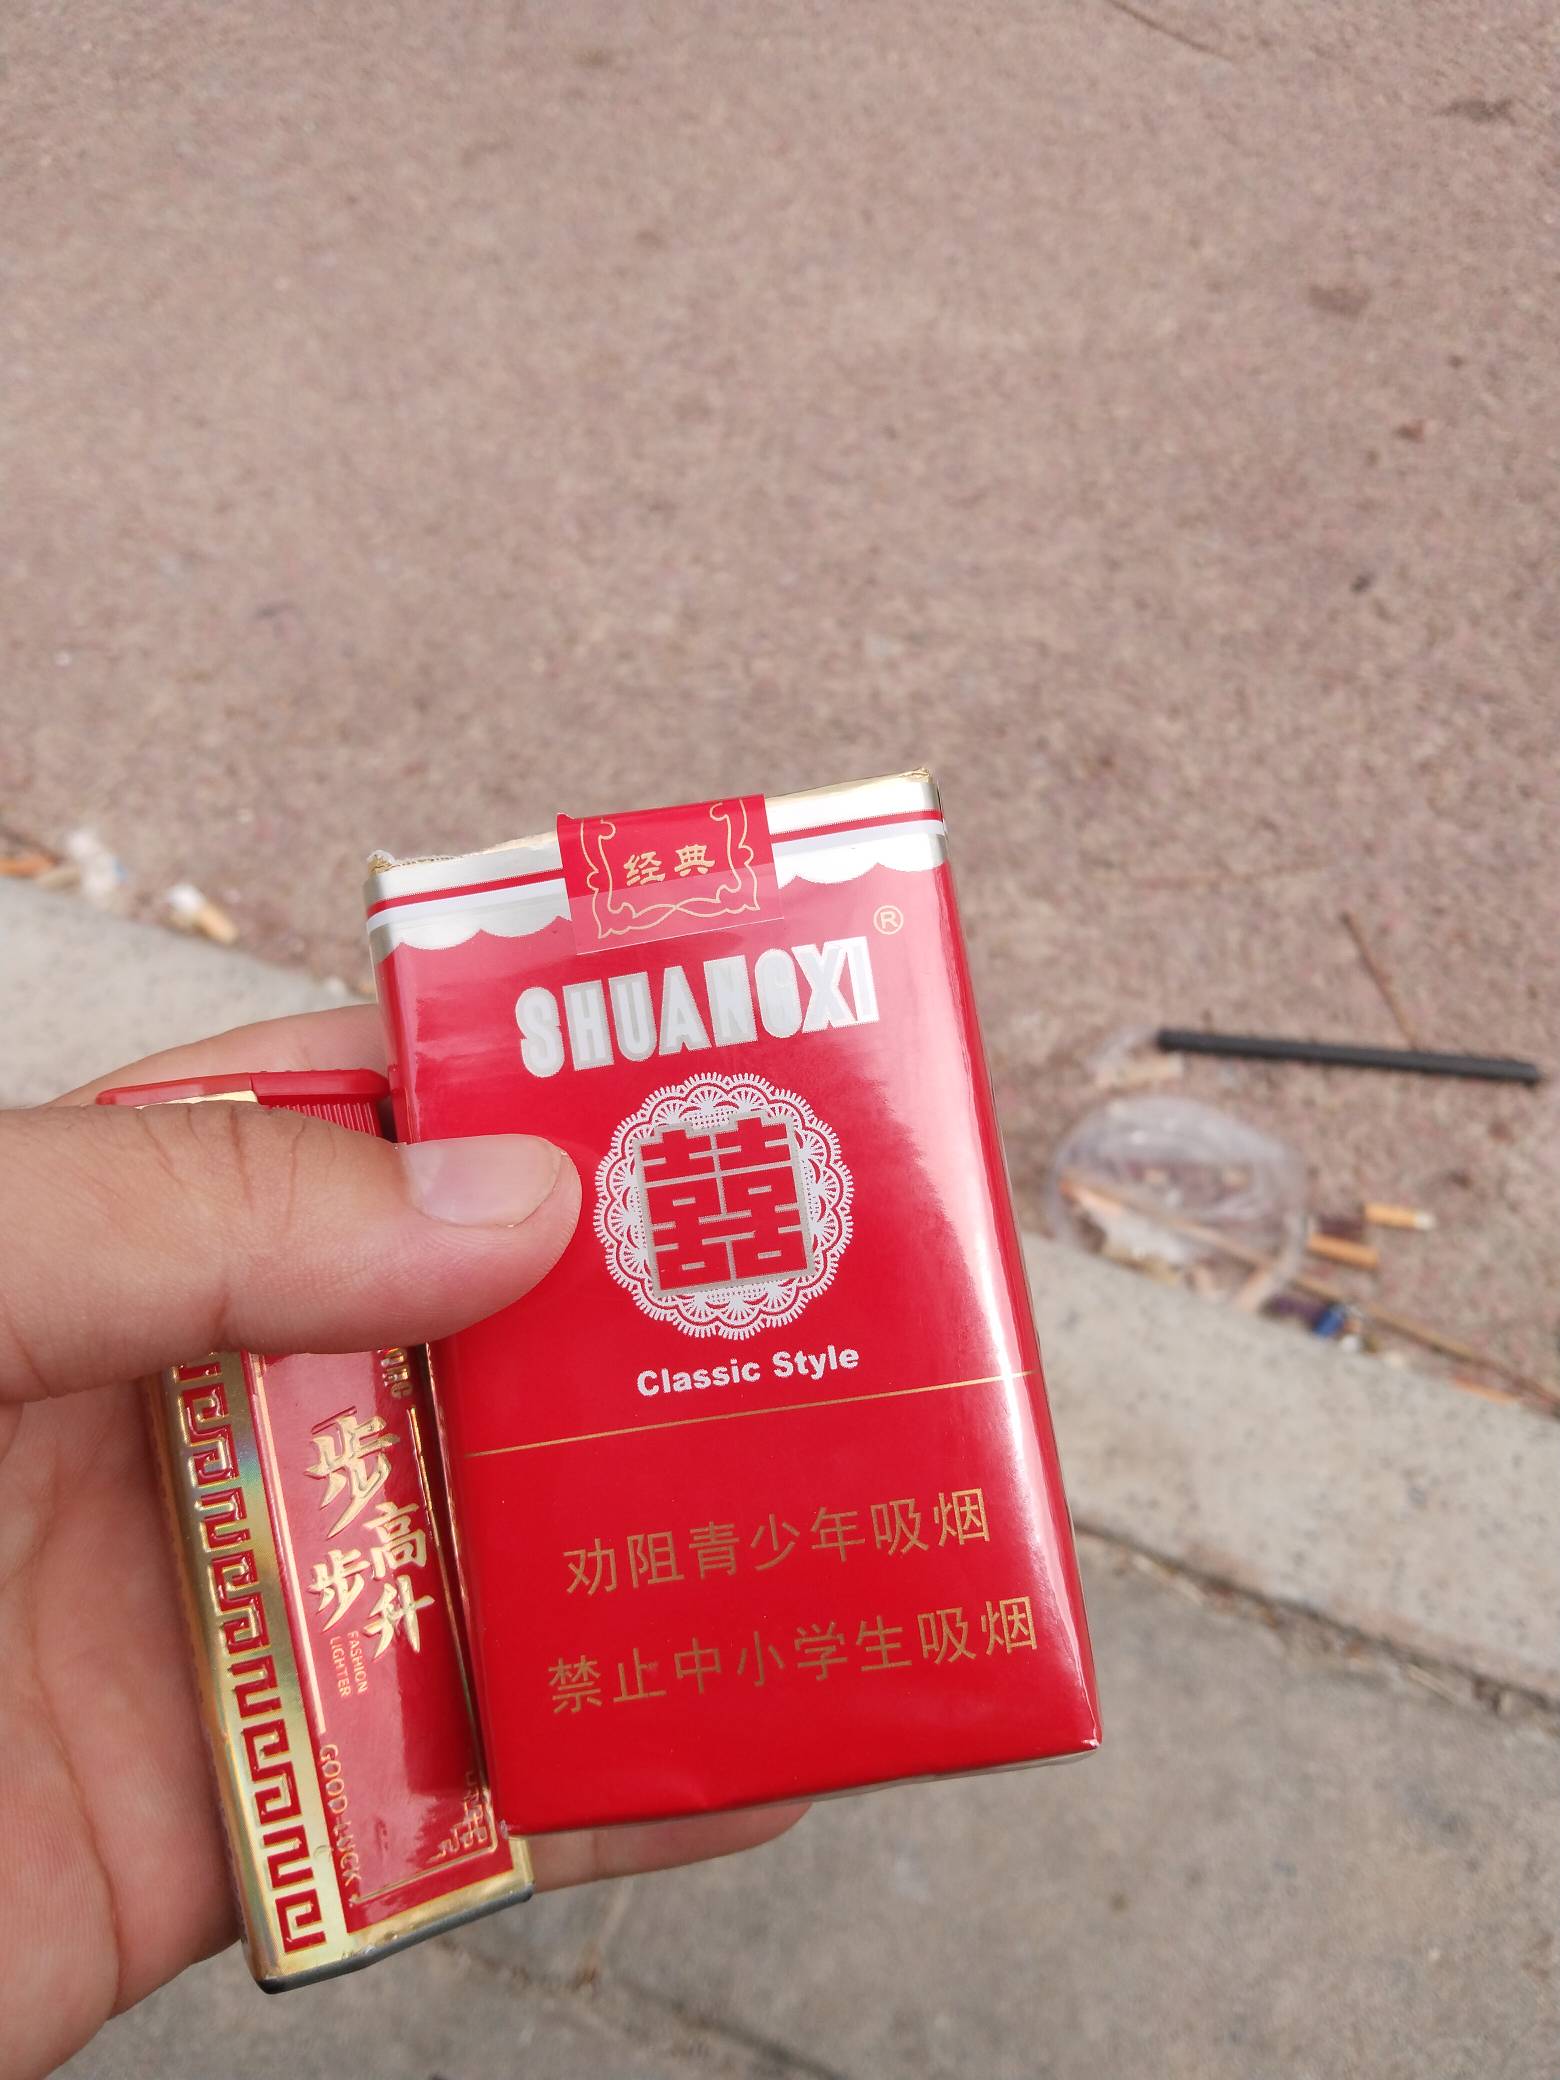 经典
SHUANGXI®
囍
Classic Style
劝阻青少年吸烟
禁止中小学生吸烟
步步
高升
FASHION
LIGHTER
GOOD-LUCK